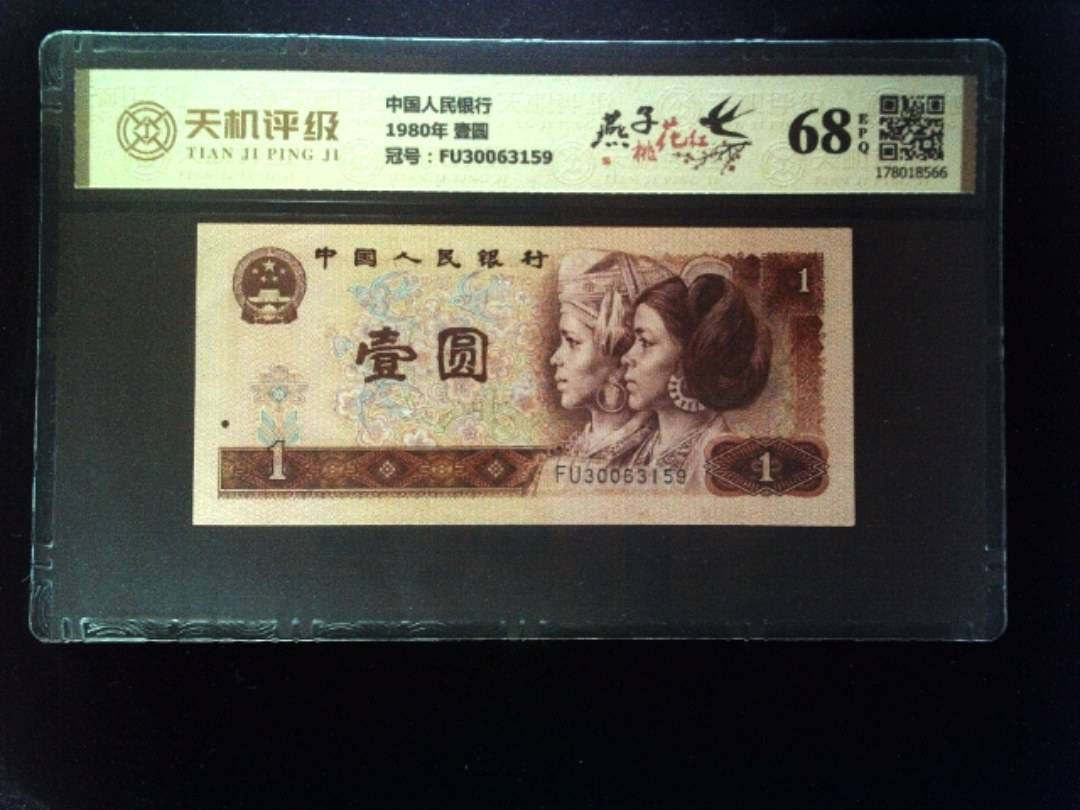 天机评级
TIAN JI PING JI
中国人民银行
1980年 壹圆
冠号：FU30063159
燕子
桃花红
68 EPQ
178018566
中国人民银行
1
壹圆
1
FU30063159
1